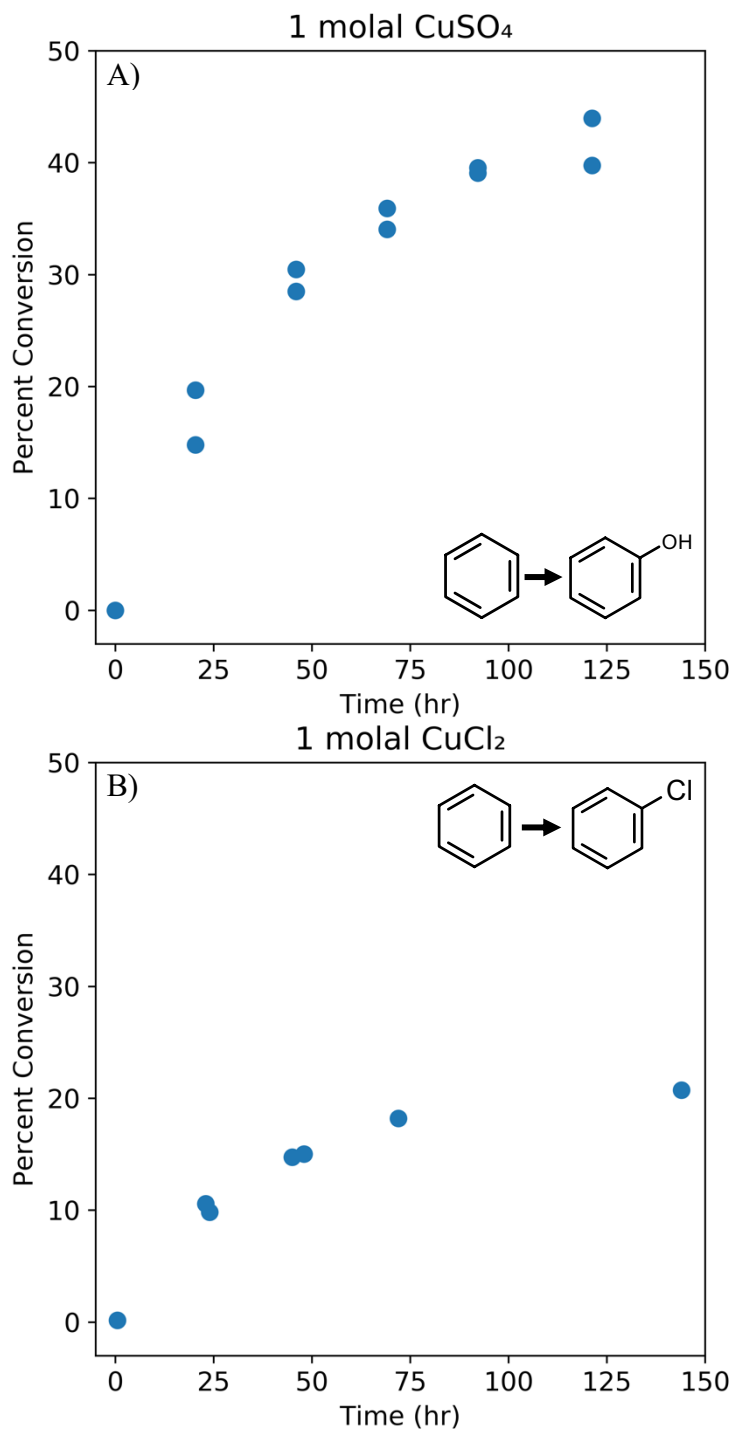 1 molal CuSO₄
A)
50
40
30
20
10
0
Percent Conversion
OH
0 25 50 75 100 125 150
Time (hr)
1 molal CuCl₂
B)
Cl
50
40
30
20
10
0
Percent Conversion
0 25 50 75 100 125 150
Time (hr)